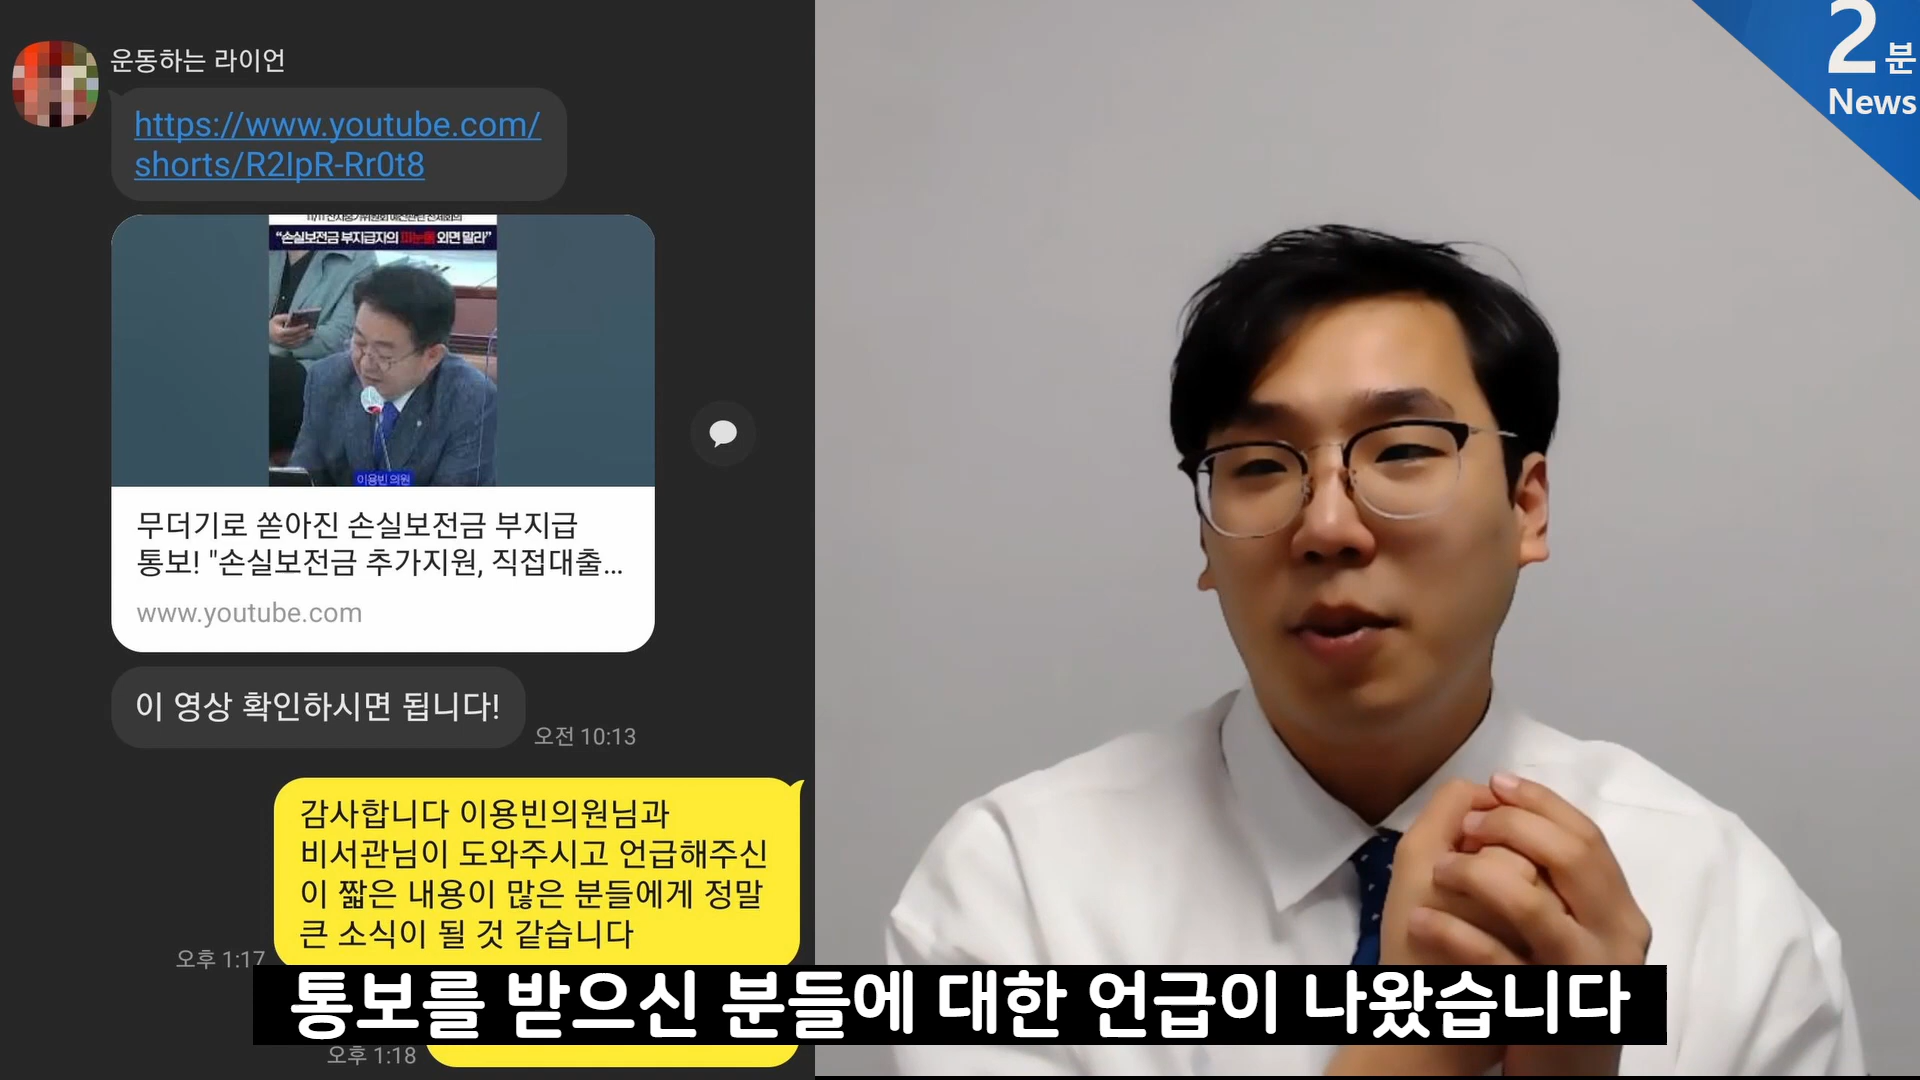 운동하는 라이언
https://www.youtube.com/
shorts/R2IpR-Rr0t8
"손실보전금 부지급자의 피눈물 외면 말라"
이용빈 의원
무더기로 쏟아진 손실보전금 부지급
통보! "손실보전금 추가지원, 직접대출...
www.youtube.com
이 영상 확인하시면 됩니다!
오전 10:13
감사합니다 이용빈의원님과
비서관님이 도와주시고 언급해주신
이 짧은 내용이 많은 분들에게 정말
큰 소식이 될 것 같습니다
오후 1:17
오후 1:18
2분
News
통보를 받으신 분들에 대한 언급이 나왔습니다